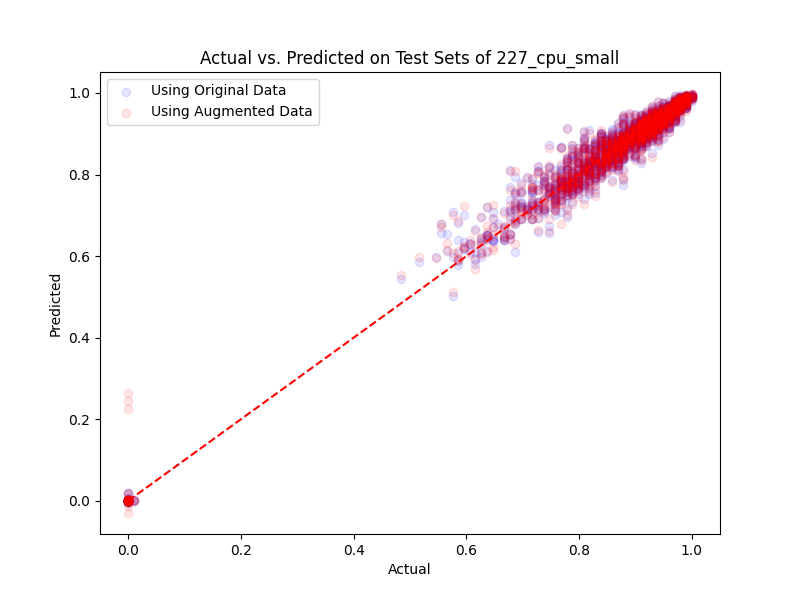 Actual vs. Predicted on Test Sets of 227_cpu_small
Using Original Data
Using Augmented Data
1.0
0.8
0.6
0.4
0.2
0.0
Predicted
0.0 0.2 0.4 0.6 0.8 1.0
Actual